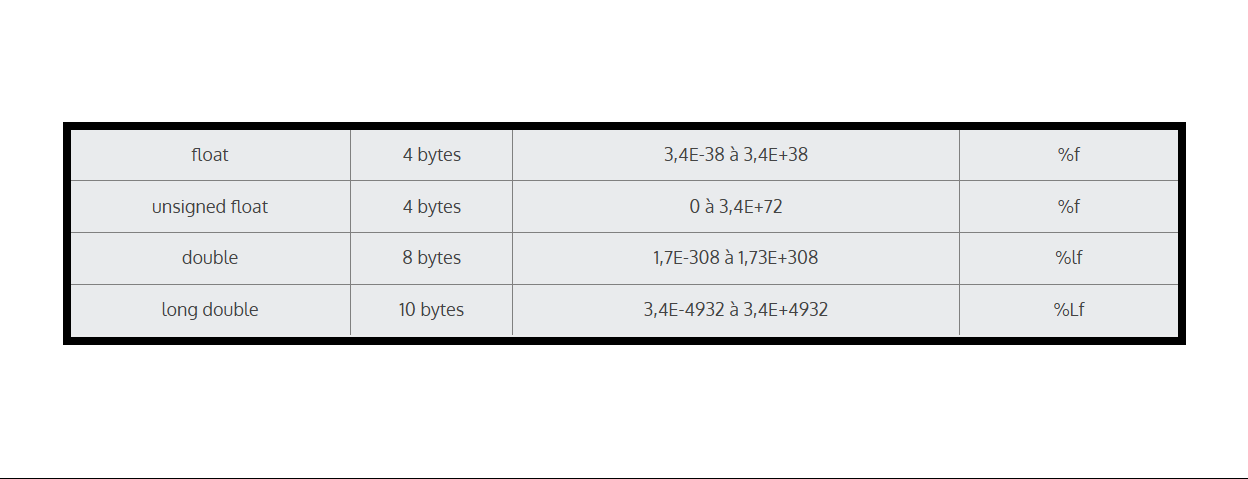 float 4 bytes 3,4E-38 à 3,4E+38 %f
unsigned float 4 bytes 0 à 3,4E+72 %f
double 8 bytes 1,7E-308 à 1,73E+308 %lf
long double 10 bytes 3,4E-4932 à 3,4E+4932 %Lf